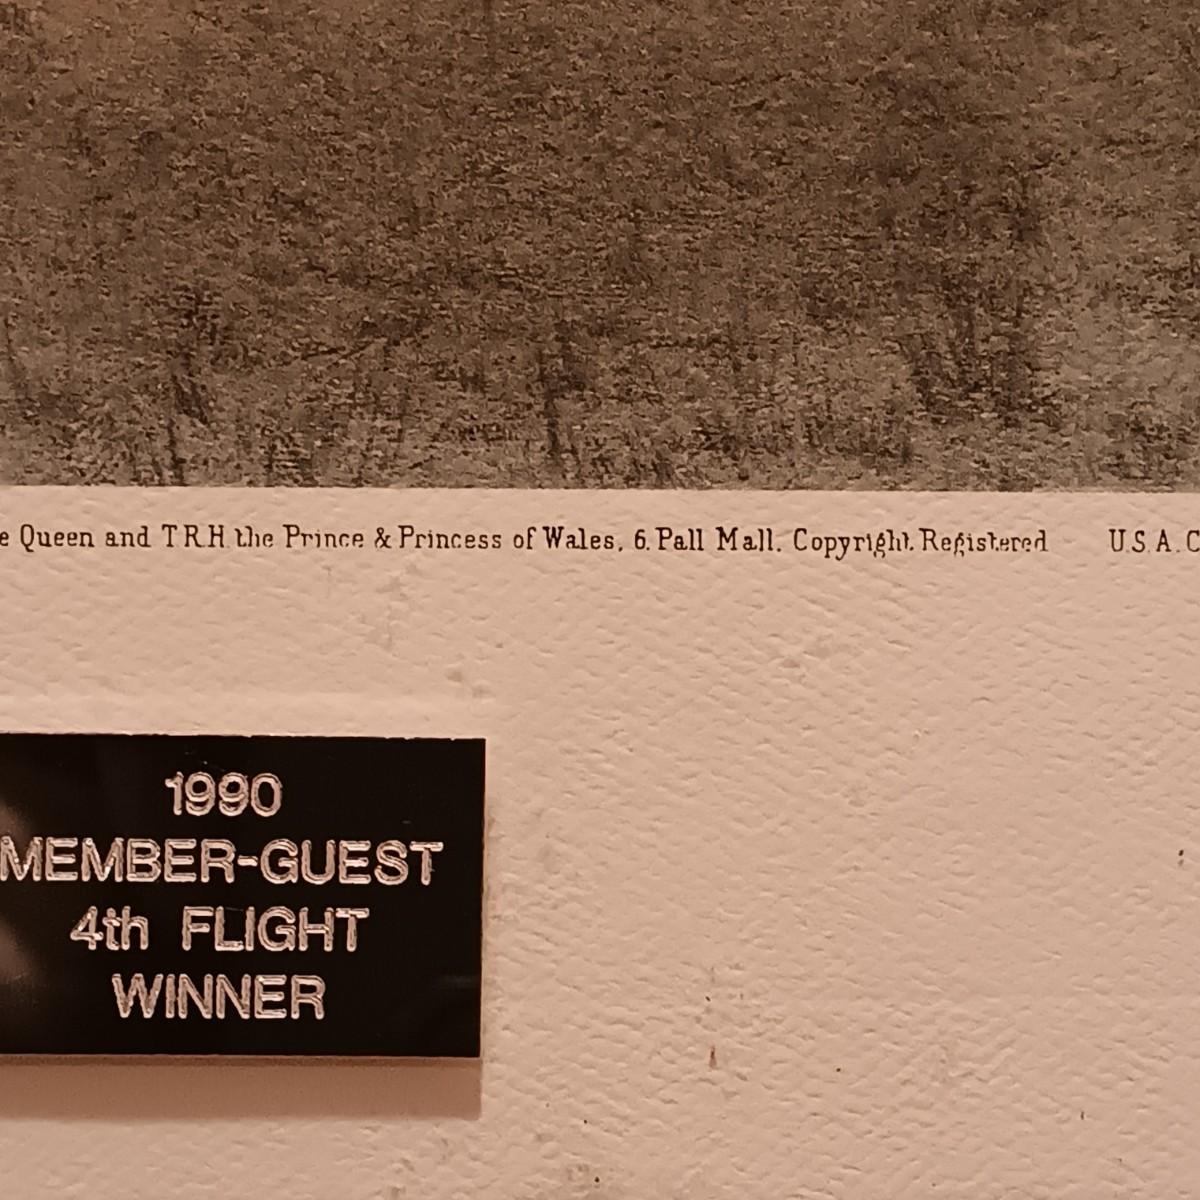 e Queen and T.R.H. the Prince & Princess of Wales, 6. Pall Mall. Copyright. Registered U.S.A. C
1990
MEMBER-GUEST
4th FLIGHT
WINNER